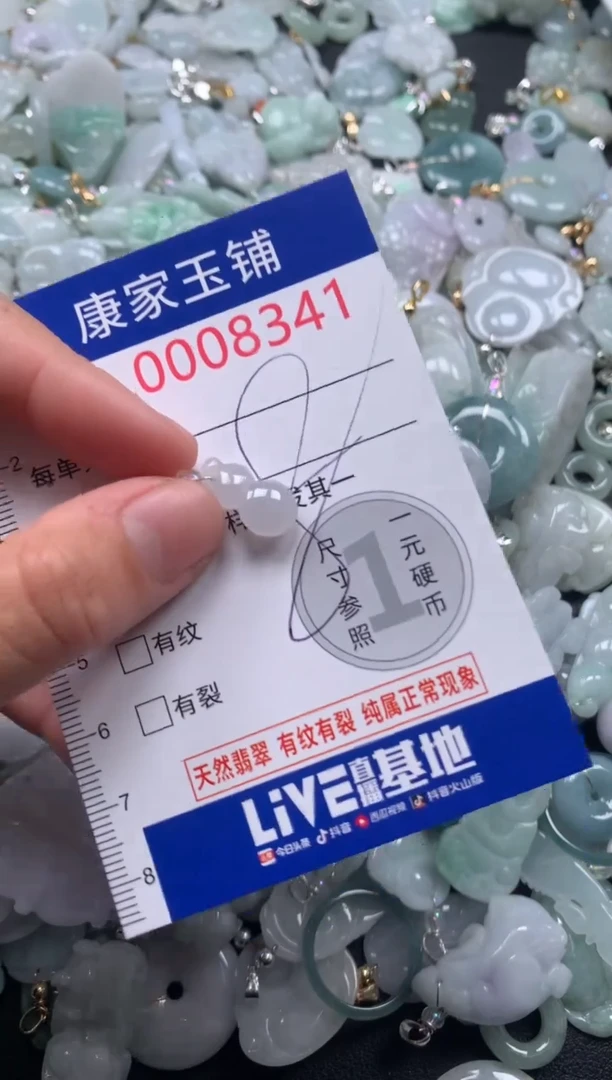 康家玉铺
0008341
2
每单
发其一
样
一元硬币
尺寸参照
1
5
□有纹
6
□有裂
天然翡翠 有纹有裂 纯属正常现象
7
LiVE直播基地
今日头条 抖音 西瓜视频 抖音火山版
8